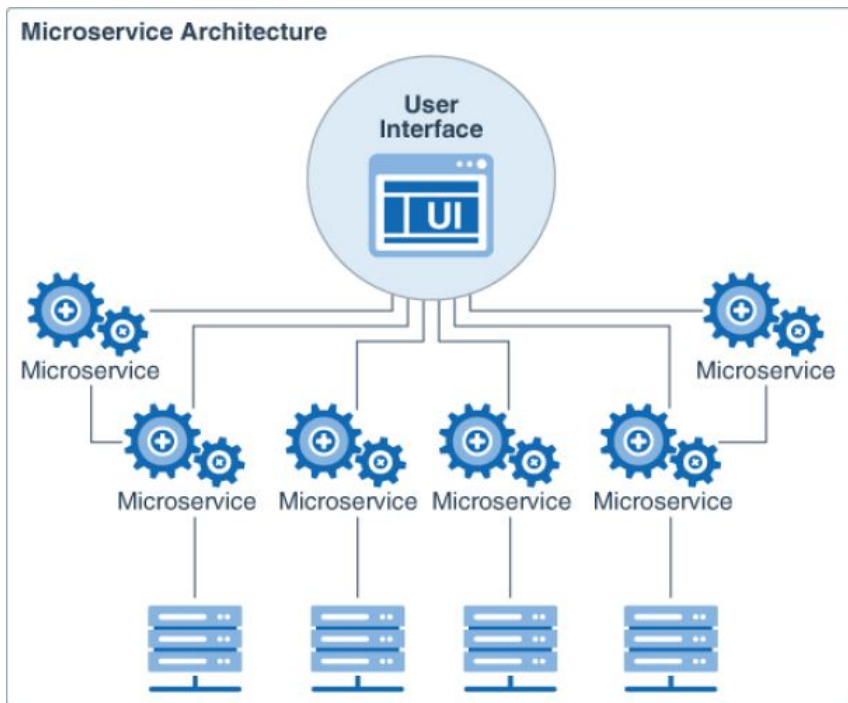 Microservice Architecture
User
Interface
UI
Microservice
Microservice
Microservice
Microservice
Microservice
Microservice